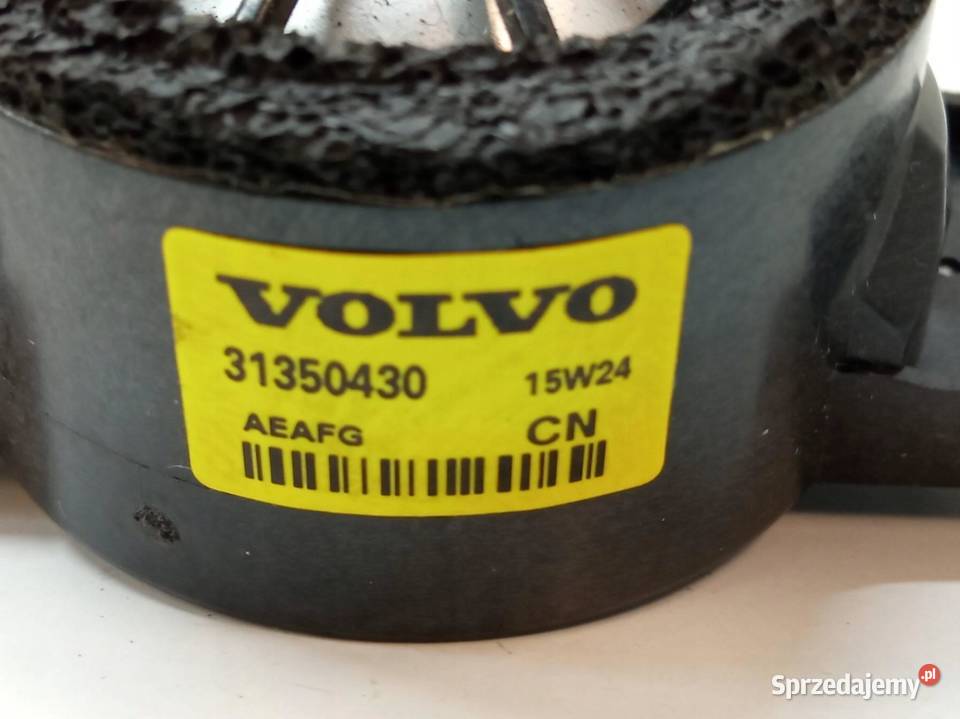 VOLVO
31350430 15W24
AEAFG CN
Sprzedajemy.pl